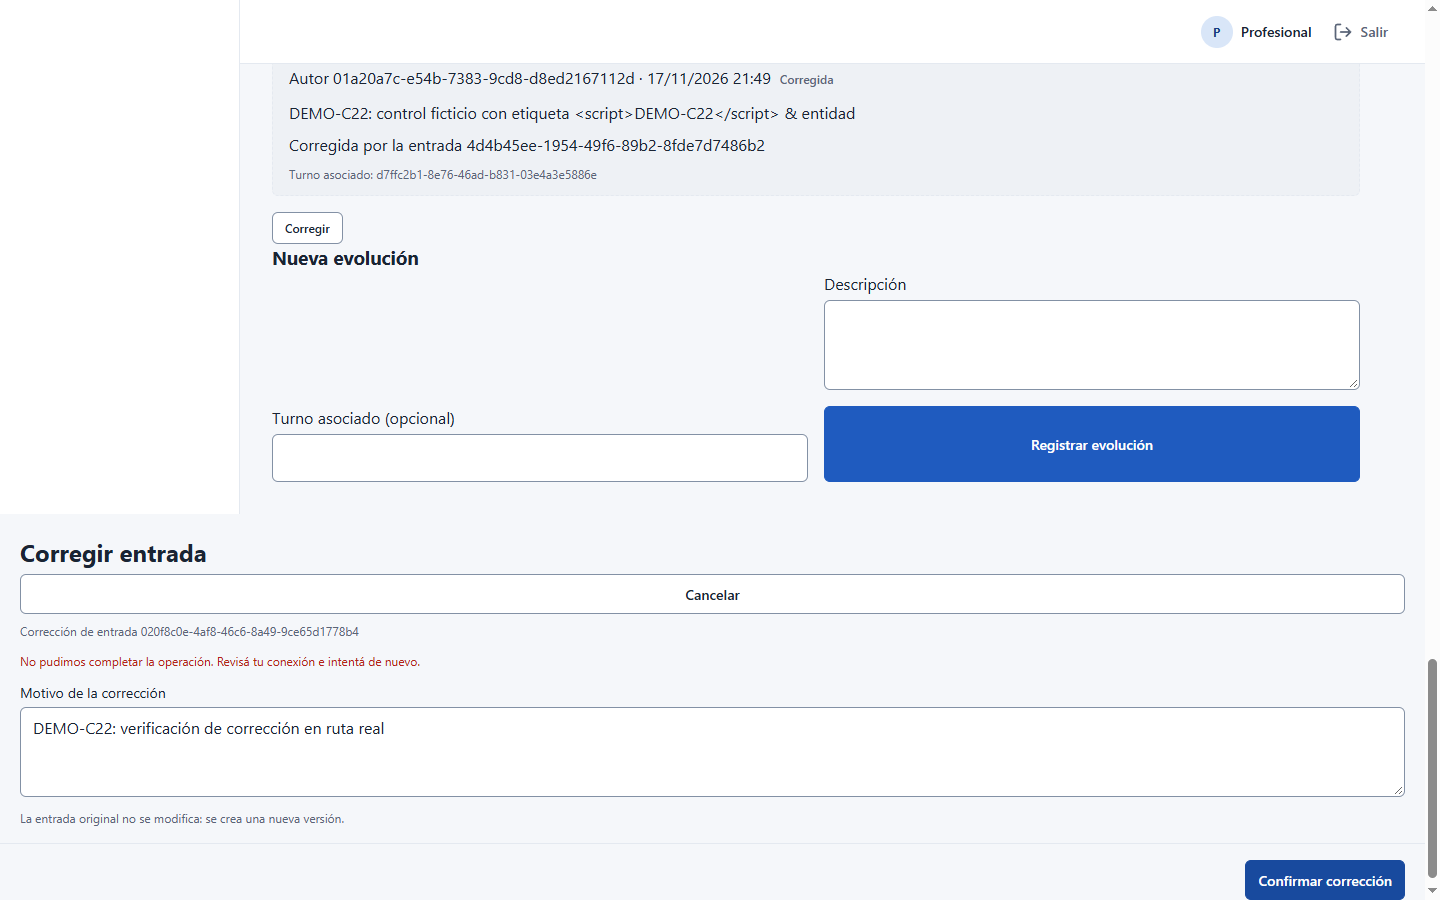 P Profesional Salir
Autor 01a20a7c-e54b-7383-9cd8-d8ed2167112d · 17/11/2026 21:49 Corregida
DEMO-C22: control ficticio con etiqueta <script>DEMO-C22</script> & entidad
Corregida por la entrada 4d4b45ee-1954-49f6-89b2-8fde7d7486b2
Turno asociado: d7ffc2b1-8e76-46ad-b831-03e4a3e5886e
Corregir
Nueva evolución
Descripción
Turno asociado (opcional)
Registrar evolución
Corregir entrada
Cancelar
Corrección de entrada 020f8c0e-4af8-46c6-8a49-9ce65d1778b4
No pudimos completar la operación. Revisá tu conexión e intentá de nuevo.
Motivo de la corrección
DEMO-C22: verificación de corrección en ruta real
La entrada original no se modifica: se crea una nueva versión.
Confirmar corrección